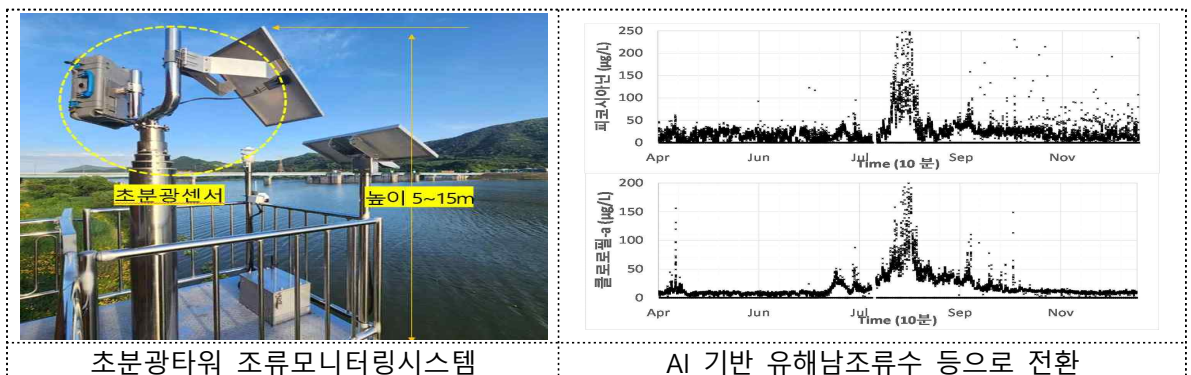 초분광센서
높이 5~15m
초분광타워 조류모니터링시스템
피코시아닌 (µg/L)
250
200
150
100
50
0
Apr
Jun
Jul
Sep
Nov
Time (10 분)
클로로필-a (µg/L)
200
150
100
50
0
Apr
Jun
Jul
Sep
Nov
Time (10분)
AI 기반 유해남조류수 등으로 전환